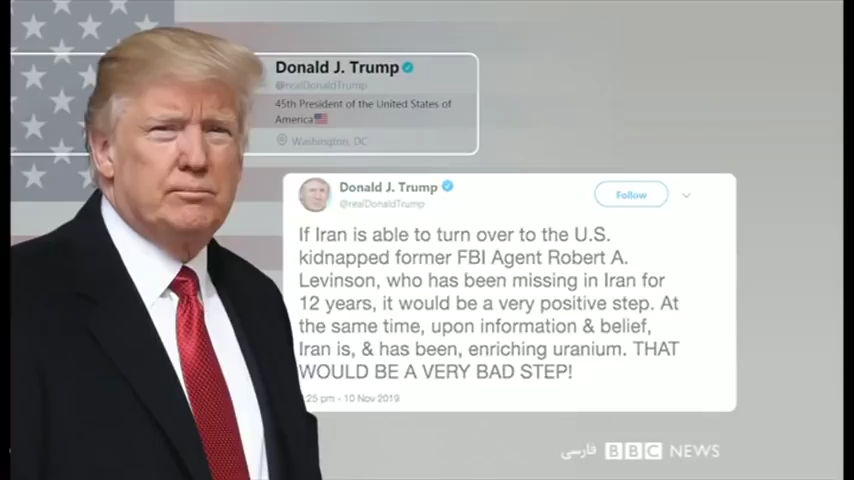 Donald J. Trump
@realDonaldTrump
45th President of the United States of
America
Washington, DC
Donald J. Trump
@realDonaldTrump
Follow
If Iran is able to turn over to the U.S.
kidnapped former FBI Agent Robert A.
Levinson, who has been missing in Iran for
12 years, it would be a very positive step. At
the same time, upon information & belief,
Iran is, & has been, enriching uranium. THAT
WOULD BE A VERY BAD STEP!
:25 pm - 10 Nov 2019
فارسی BBC NEWS